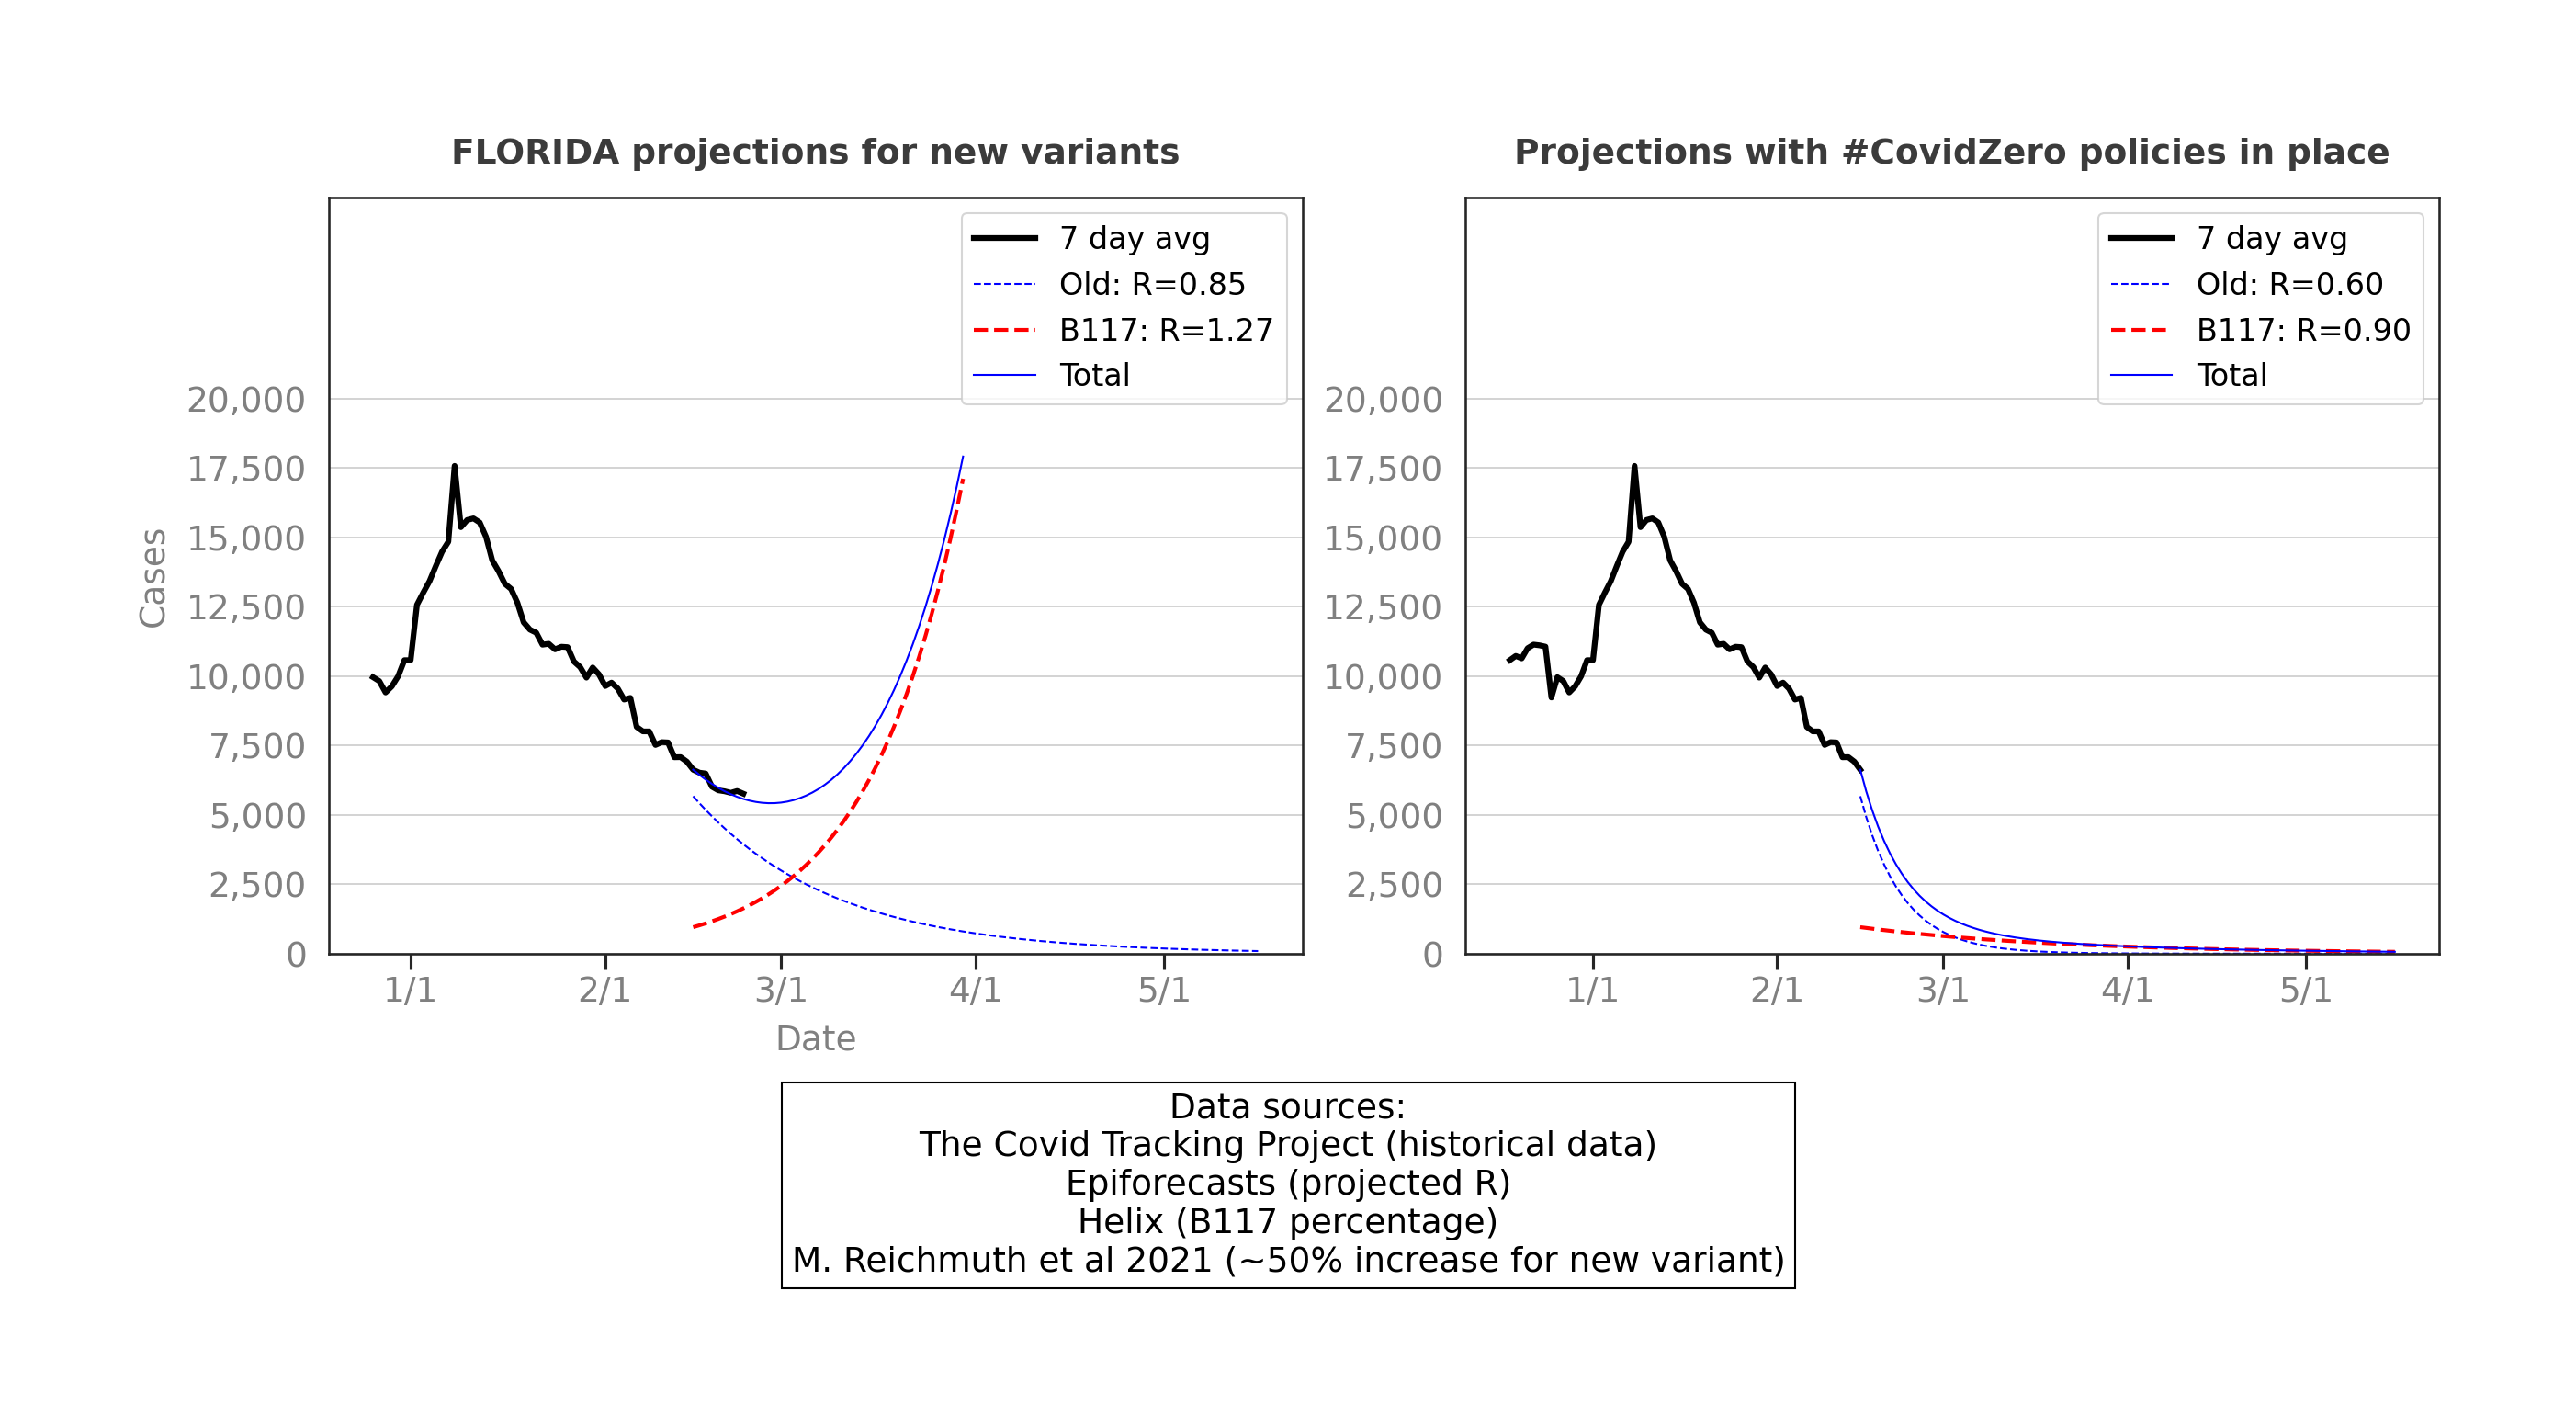 FLORIDA projections for new variants
7 day avg
Old: R=0.85
B117: R=1.27
Total
Cases
20,000
17,500
15,000
12,500
10,000
7,500
5,000
2,500
0
1/1
2/1
3/1
4/1
5/1
Date
Projections with #CovidZero policies in place
7 day avg
Old: R=0.60
B117: R=0.90
Total
20,000
17,500
15,000
12,500
10,000
7,500
5,000
2,500
0
1/1
2/1
3/1
4/1
5/1
Data sources:
The Covid Tracking Project (historical data)
Epiforecasts (projected R)
Helix (B117 percentage)
M. Reichmuth et al 2021 (~50% increase for new variant)